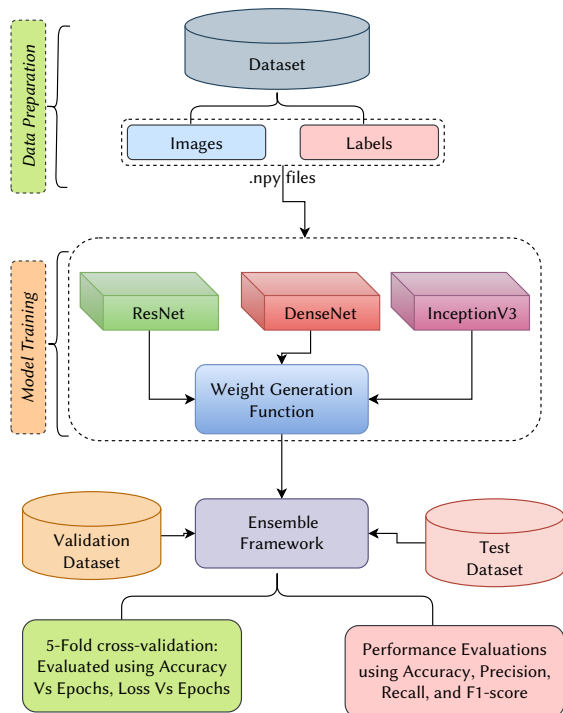 Data Preparation
Dataset
Images
Labels
.npy files
Model Training
ResNet
DenseNet
InceptionV3
Weight Generation
Function
Validation
Dataset
Ensemble
Framework
Test
Dataset
5-Fold cross-validation:
Evaluated using Accuracy
Vs Epochs, Loss Vs Epochs
Performance Evaluations
using Accuracy, Precision,
Recall, and F1-score